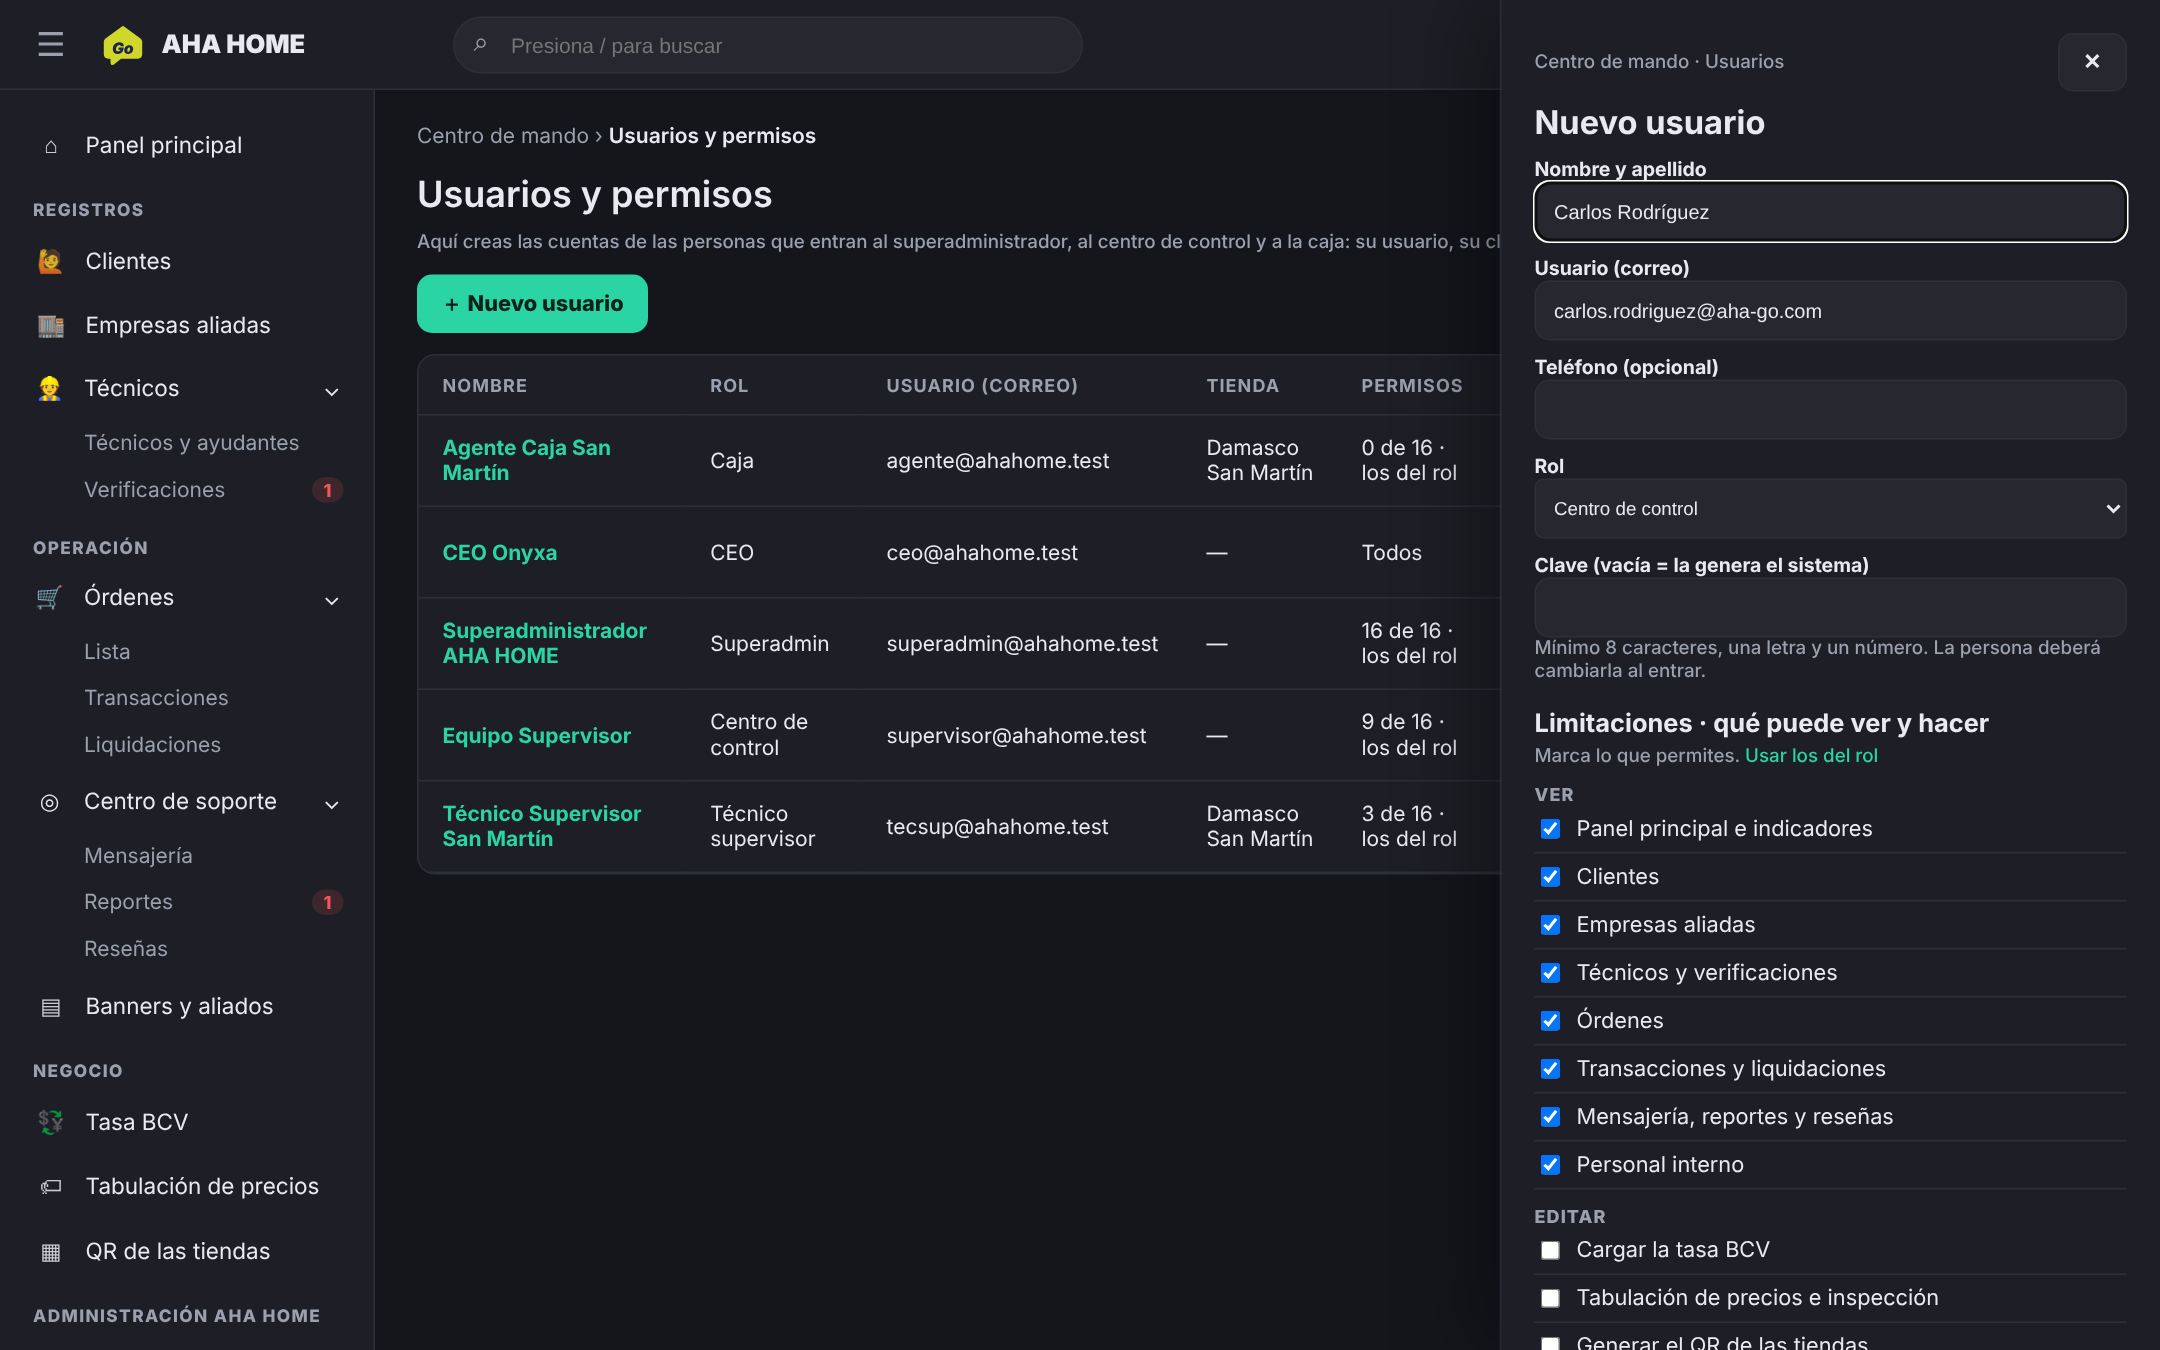 Go AHA HOME
Presiona / para buscar
Panel principal
REGISTROS
Clientes
Empresas aliadas
Técnicos
Técnicos y ayudantes
Verificaciones 1
OPERACIÓN
Órdenes
Lista
Transacciones
Liquidaciones
Centro de soporte
Mensajería
Reportes 1
Reseñas
Banners y aliados
NEGOCIO
Tasa BCV
Tabulación de precios
QR de las tiendas
ADMINISTRACIÓN AHA HOME
Centro de mando › Usuarios y permisos
Usuarios y permisos
Aquí creas las cuentas de las personas que entran al superadministrador, al centro de control y a la caja: su usuario, su cl
+ Nuevo usuario
NOMBRE ROL USUARIO (CORREO) TIENDA PERMISOS
Agente Caja San Martín Caja agente@ahahome.test Damasco San Martín 0 de 16 · los del rol
CEO Onyxa CEO ceo@ahahome.test — Todos
Superadministrador AHA HOME Superadmin superadmin@ahahome.test — 16 de 16 · los del rol
Equipo Supervisor Centro de control supervisor@ahahome.test — 9 de 16 · los del rol
Técnico Supervisor San Martín Técnico supervisor tecsup@ahahome.test Damasco San Martín 3 de 16 · los del rol
Centro de mando · Usuarios
×
Nuevo usuario
Nombre y apellido
Carlos Rodríguez
Usuario (correo)
carlos.rodriguez@aha-go.com
Teléfono (opcional)
Rol
Centro de control
Clave (vacía = la genera el sistema)
Mínimo 8 caracteres, una letra y un número. La persona deberá
cambiarla al entrar.
Limitaciones · qué puede ver y hacer
Marca lo que permites. Usar los del rol
VER
Panel principal e indicadores
Clientes
Empresas aliadas
Técnicos y verificaciones
Órdenes
Transacciones y liquidaciones
Mensajería, reportes y reseñas
Personal interno
EDITAR
Cargar la tasa BCV
Tabulación de precios e inspección
Generar el QR de las tiendas